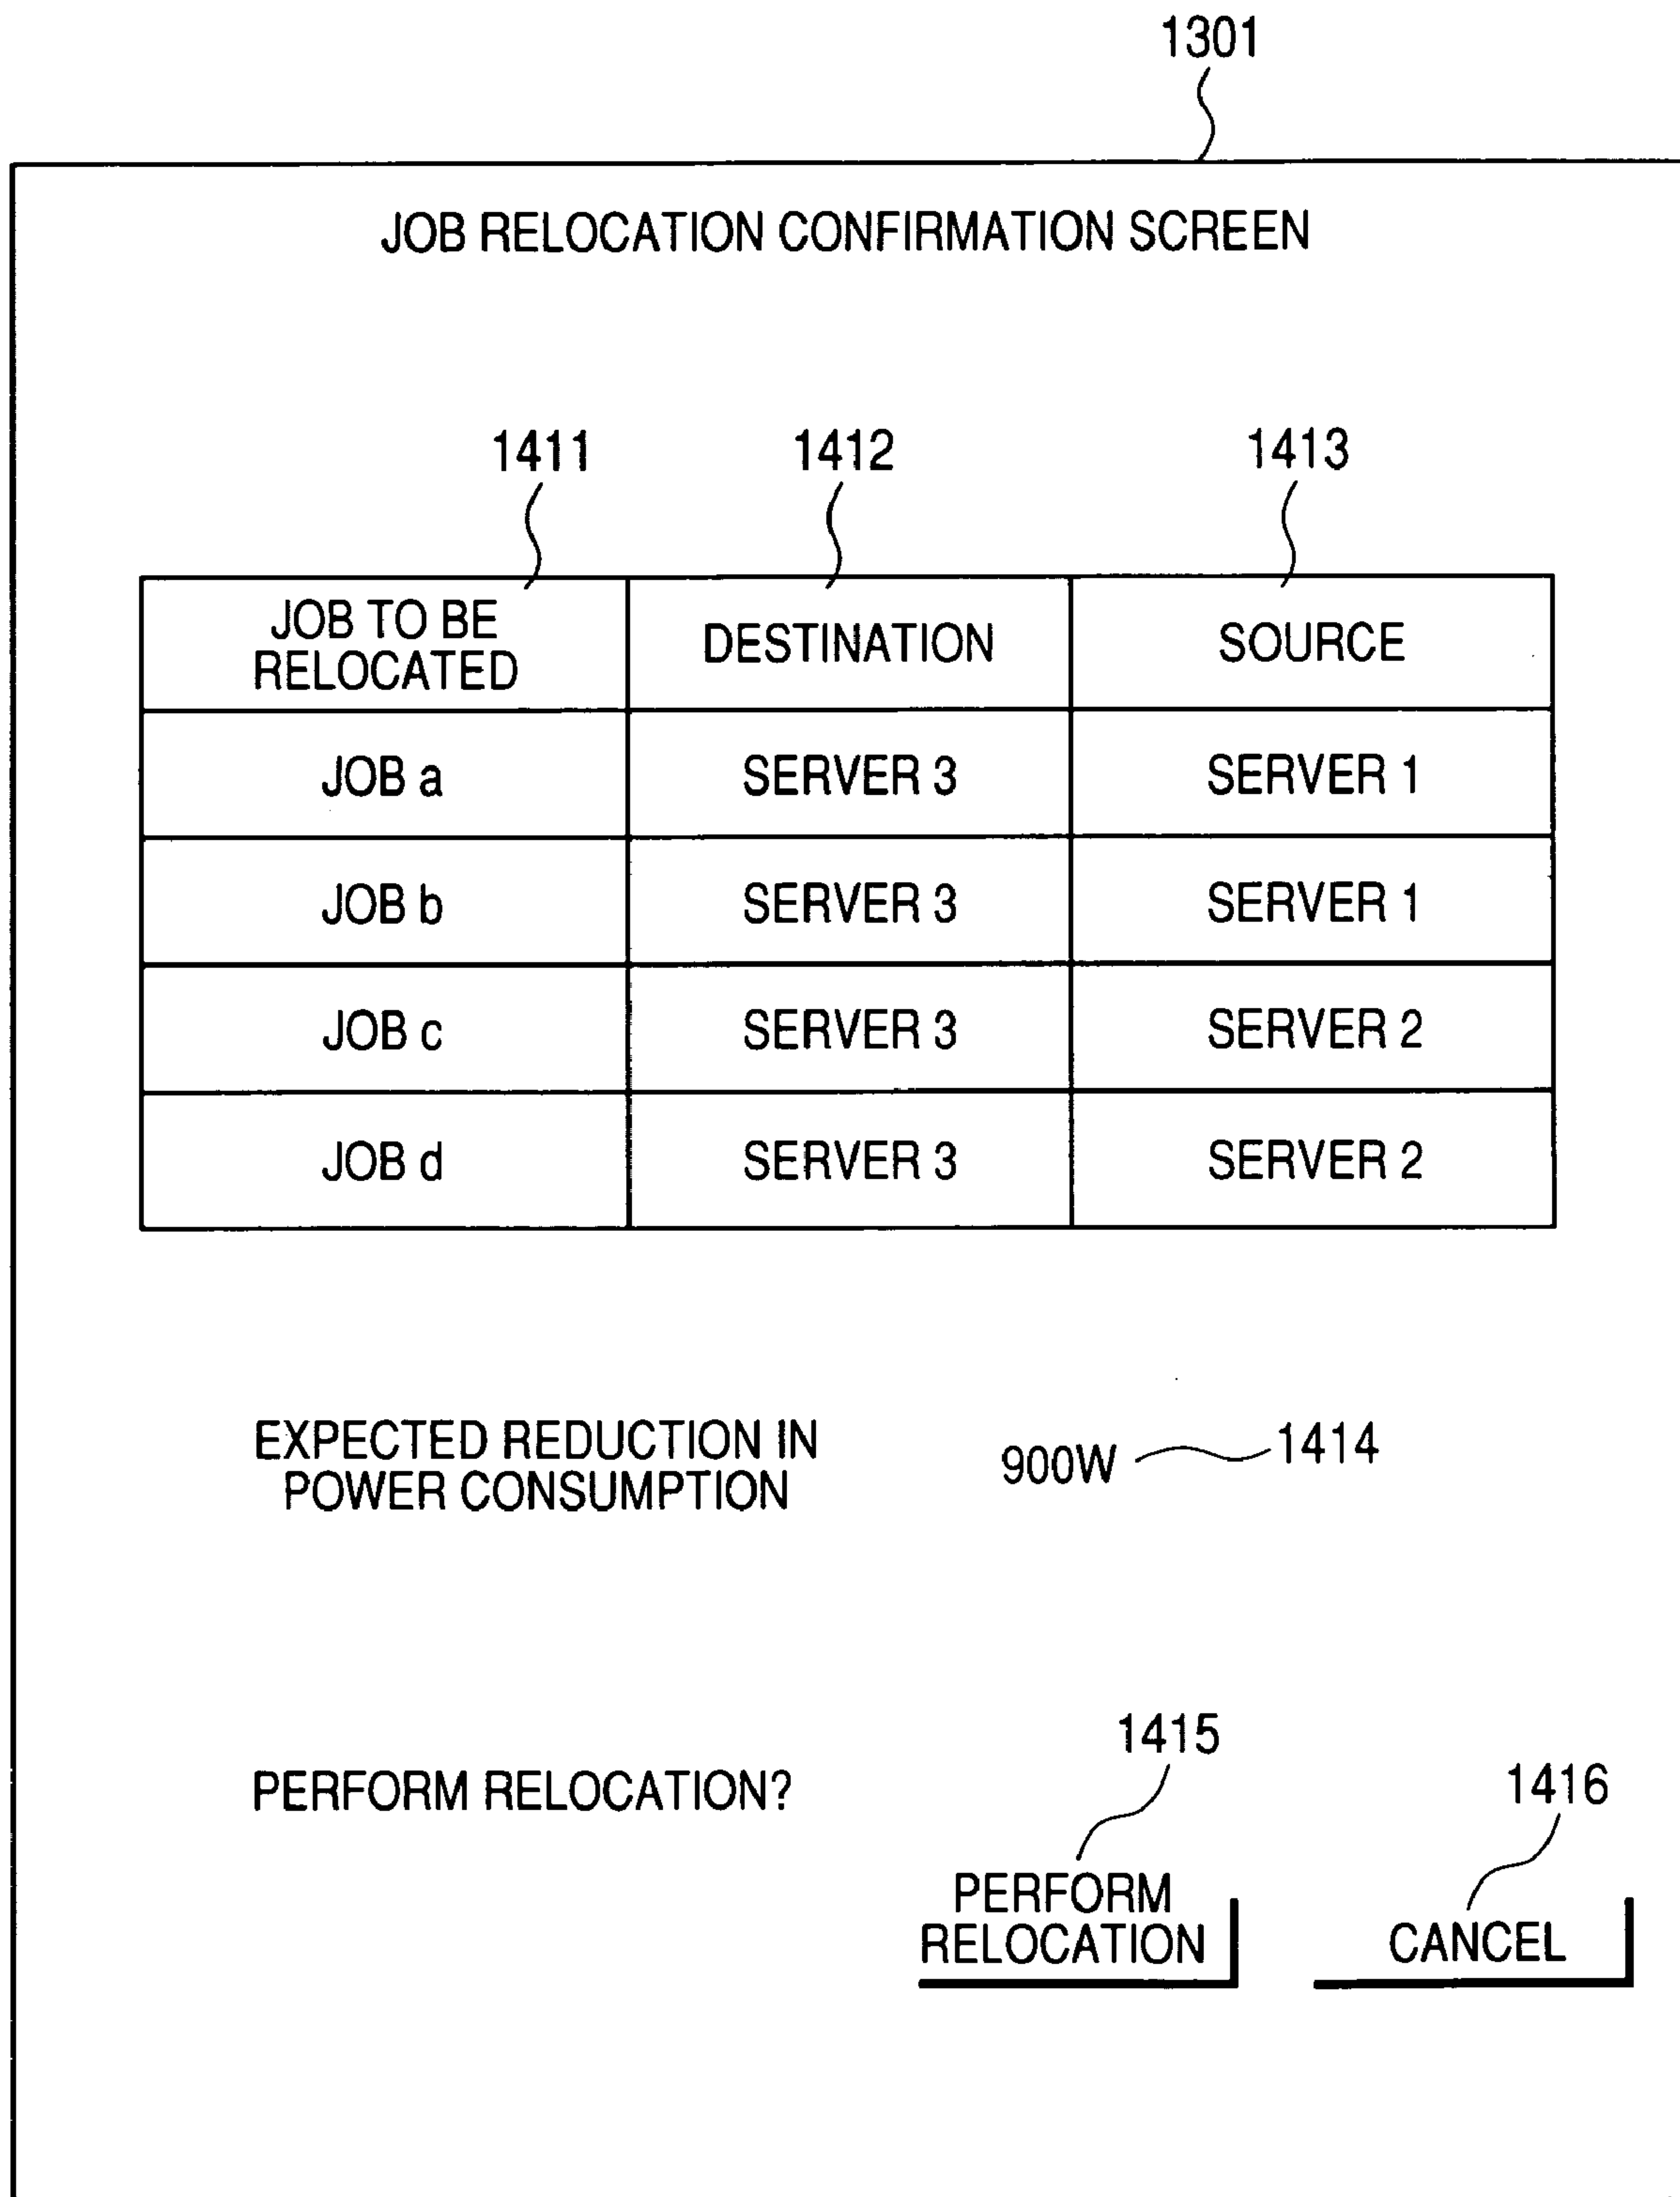 1301
JOB RELOCATION CONFIRMATION SCREEN
1411 1412 1413
JOB TO BE
RELOCATED
DESTINATION
SOURCE
JOB a SERVER 3 SERVER 1
JOB b SERVER 3 SERVER 1
JOB c SERVER 3 SERVER 2
JOB d SERVER 3 SERVER 2
EXPECTED REDUCTION IN
POWER CONSUMPTION
900W 1414
PERFORM RELOCATION?
1415
1416
PERFORM
RELOCATION
CANCEL